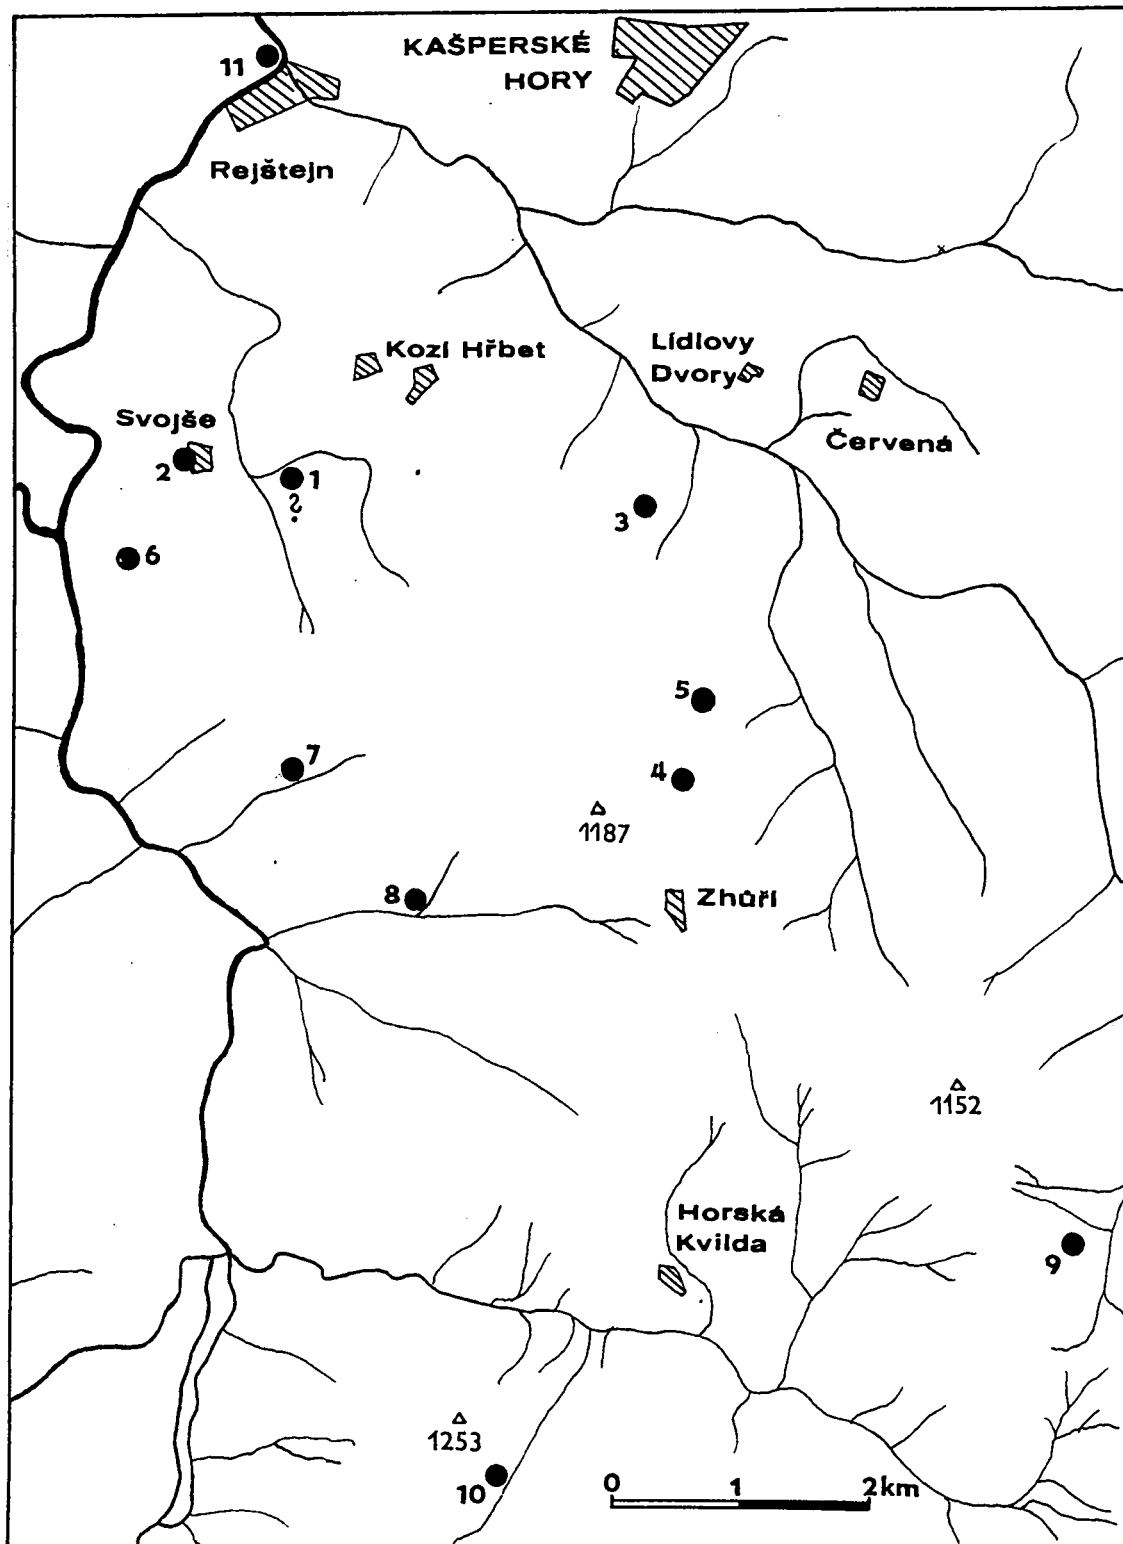 KAŠPERSKÉ
HORY
11
Rejštejn
Kozí Hřbet
Lídlovy
Dvory
Červená
Svojše
2
1
?
3
6
5
7
4
1187
8
Zhůří
1152
Horská
Kvilda
9
1253
10
0 1 2km